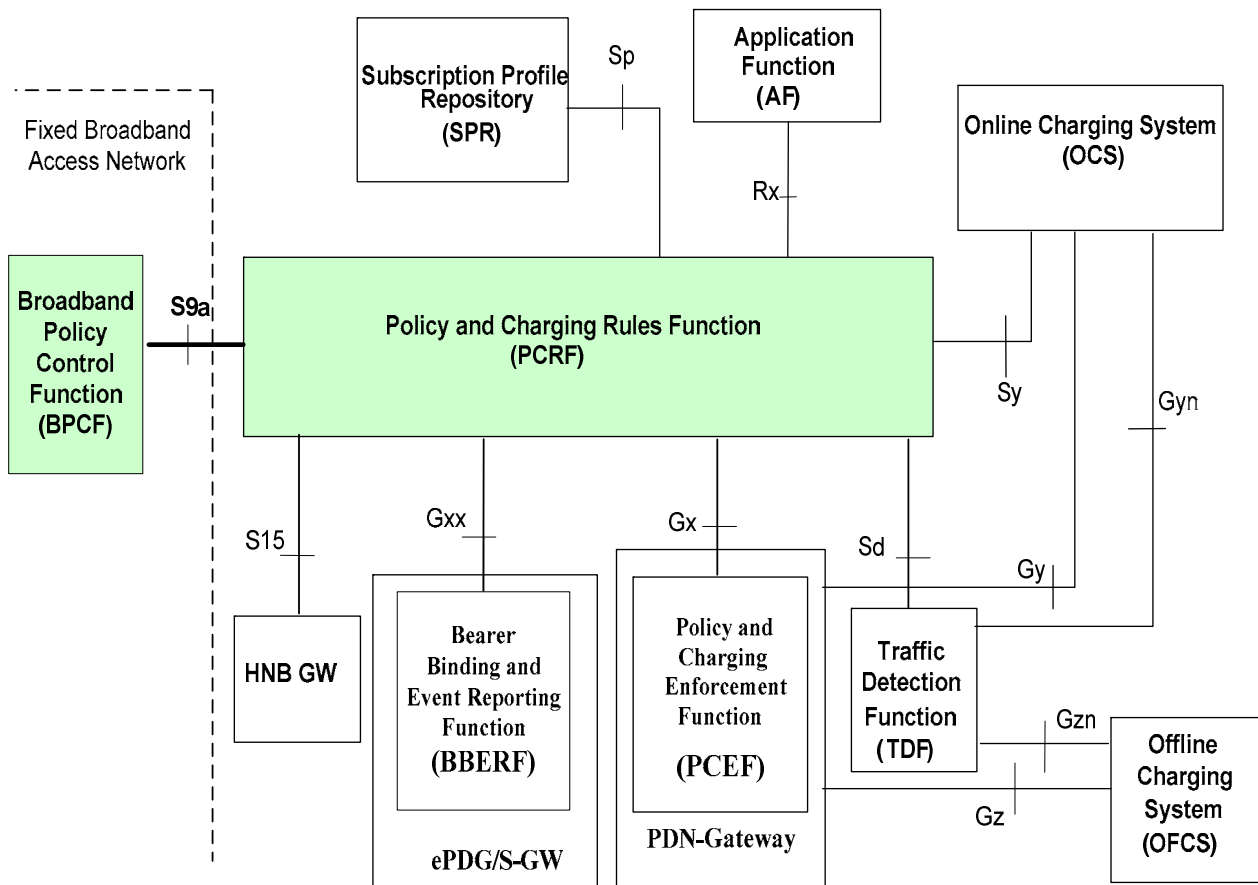 Subscription Profile
Repository
(SPR)
Sp
Application
Function
(AF)
Online Charging System
(OCS)
Fixed Broadband
Access Network
Rx
Broadband
Policy
Control
Function
(BPCF)
S9a
Policy and Charging Rules Function
(PCRF)
Sy
Gyn
S15
Gxx
Gx
Sd
Gy
HNB GW
Bearer
Binding and
Event Reporting
Function
(BBERF)
ePDG/S-GW
Policy and
Charging
Enforcement
Function
(PCEF)
PDN-Gateway
Traffic
Detection
Function
(TDF)
Gzn
Gz
Offline
Charging
System
(OFCS)